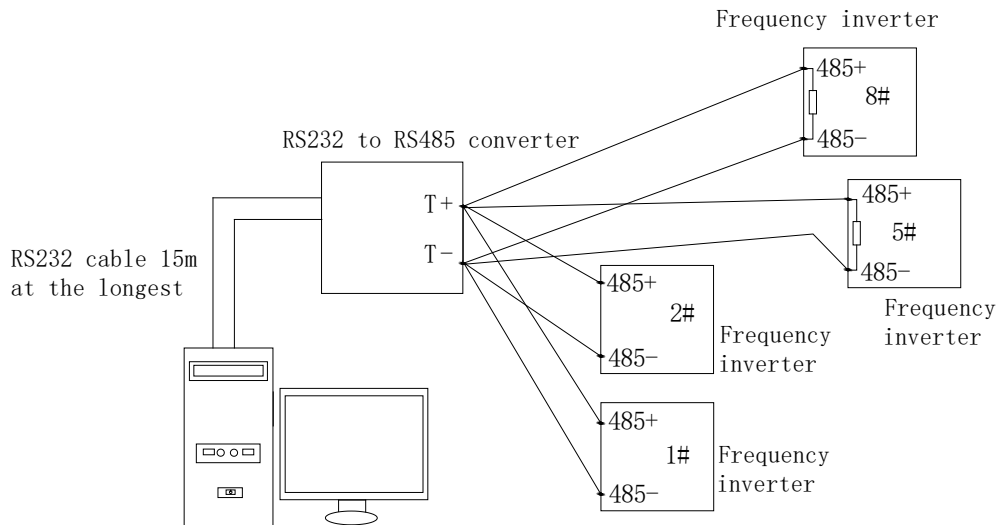 Frequency inverter
485+
8#
485-
RS232 to RS485 converter
T+
T-
485+
5#
485-
Frequency
inverter
RS232 cable 15m
at the longest
485+
2#
485-
Frequency
inverter
485+
1#
485-
Frequency
inverter